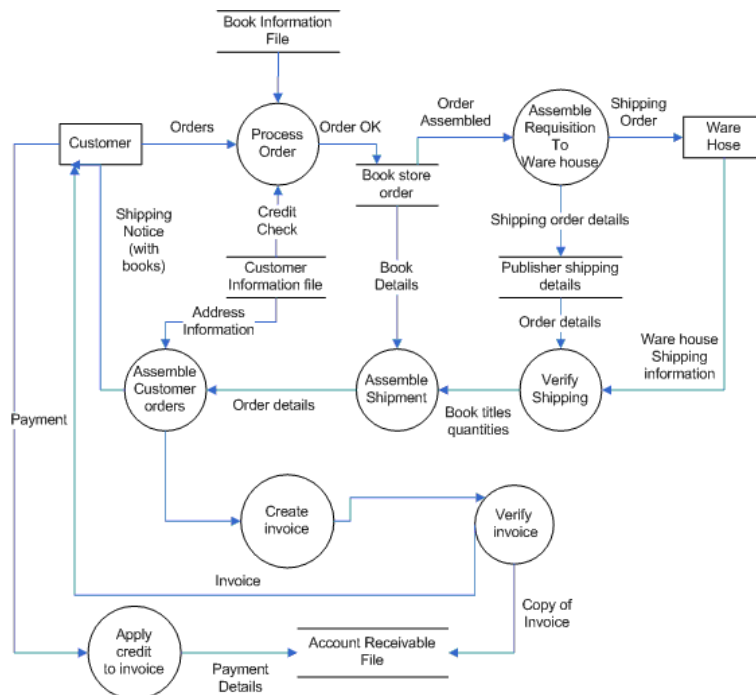 Book Information
File
Customer
Orders
Process
Order
Order OK
Order
Assembled
Assemble
Requisition
To
Ware house
Shipping
Order
Ware
Hose
Book store
order
Shipping
Notice
(with
books)
Credit
Check
Shipping order details
Customer
Information file
Book
Details
Publisher shipping
details
Address
Information
Order details
Ware house
Shipping
information
Assemble
Customer
orders
Order details
Assemble
Shipment
Book titles
quantities
Verify
Shipping
Payment
Create
invoice
Verify
invoice
Invoice
Copy of
Invoice
Apply
credit
to invoice
Payment
Details
Account Receivable
File